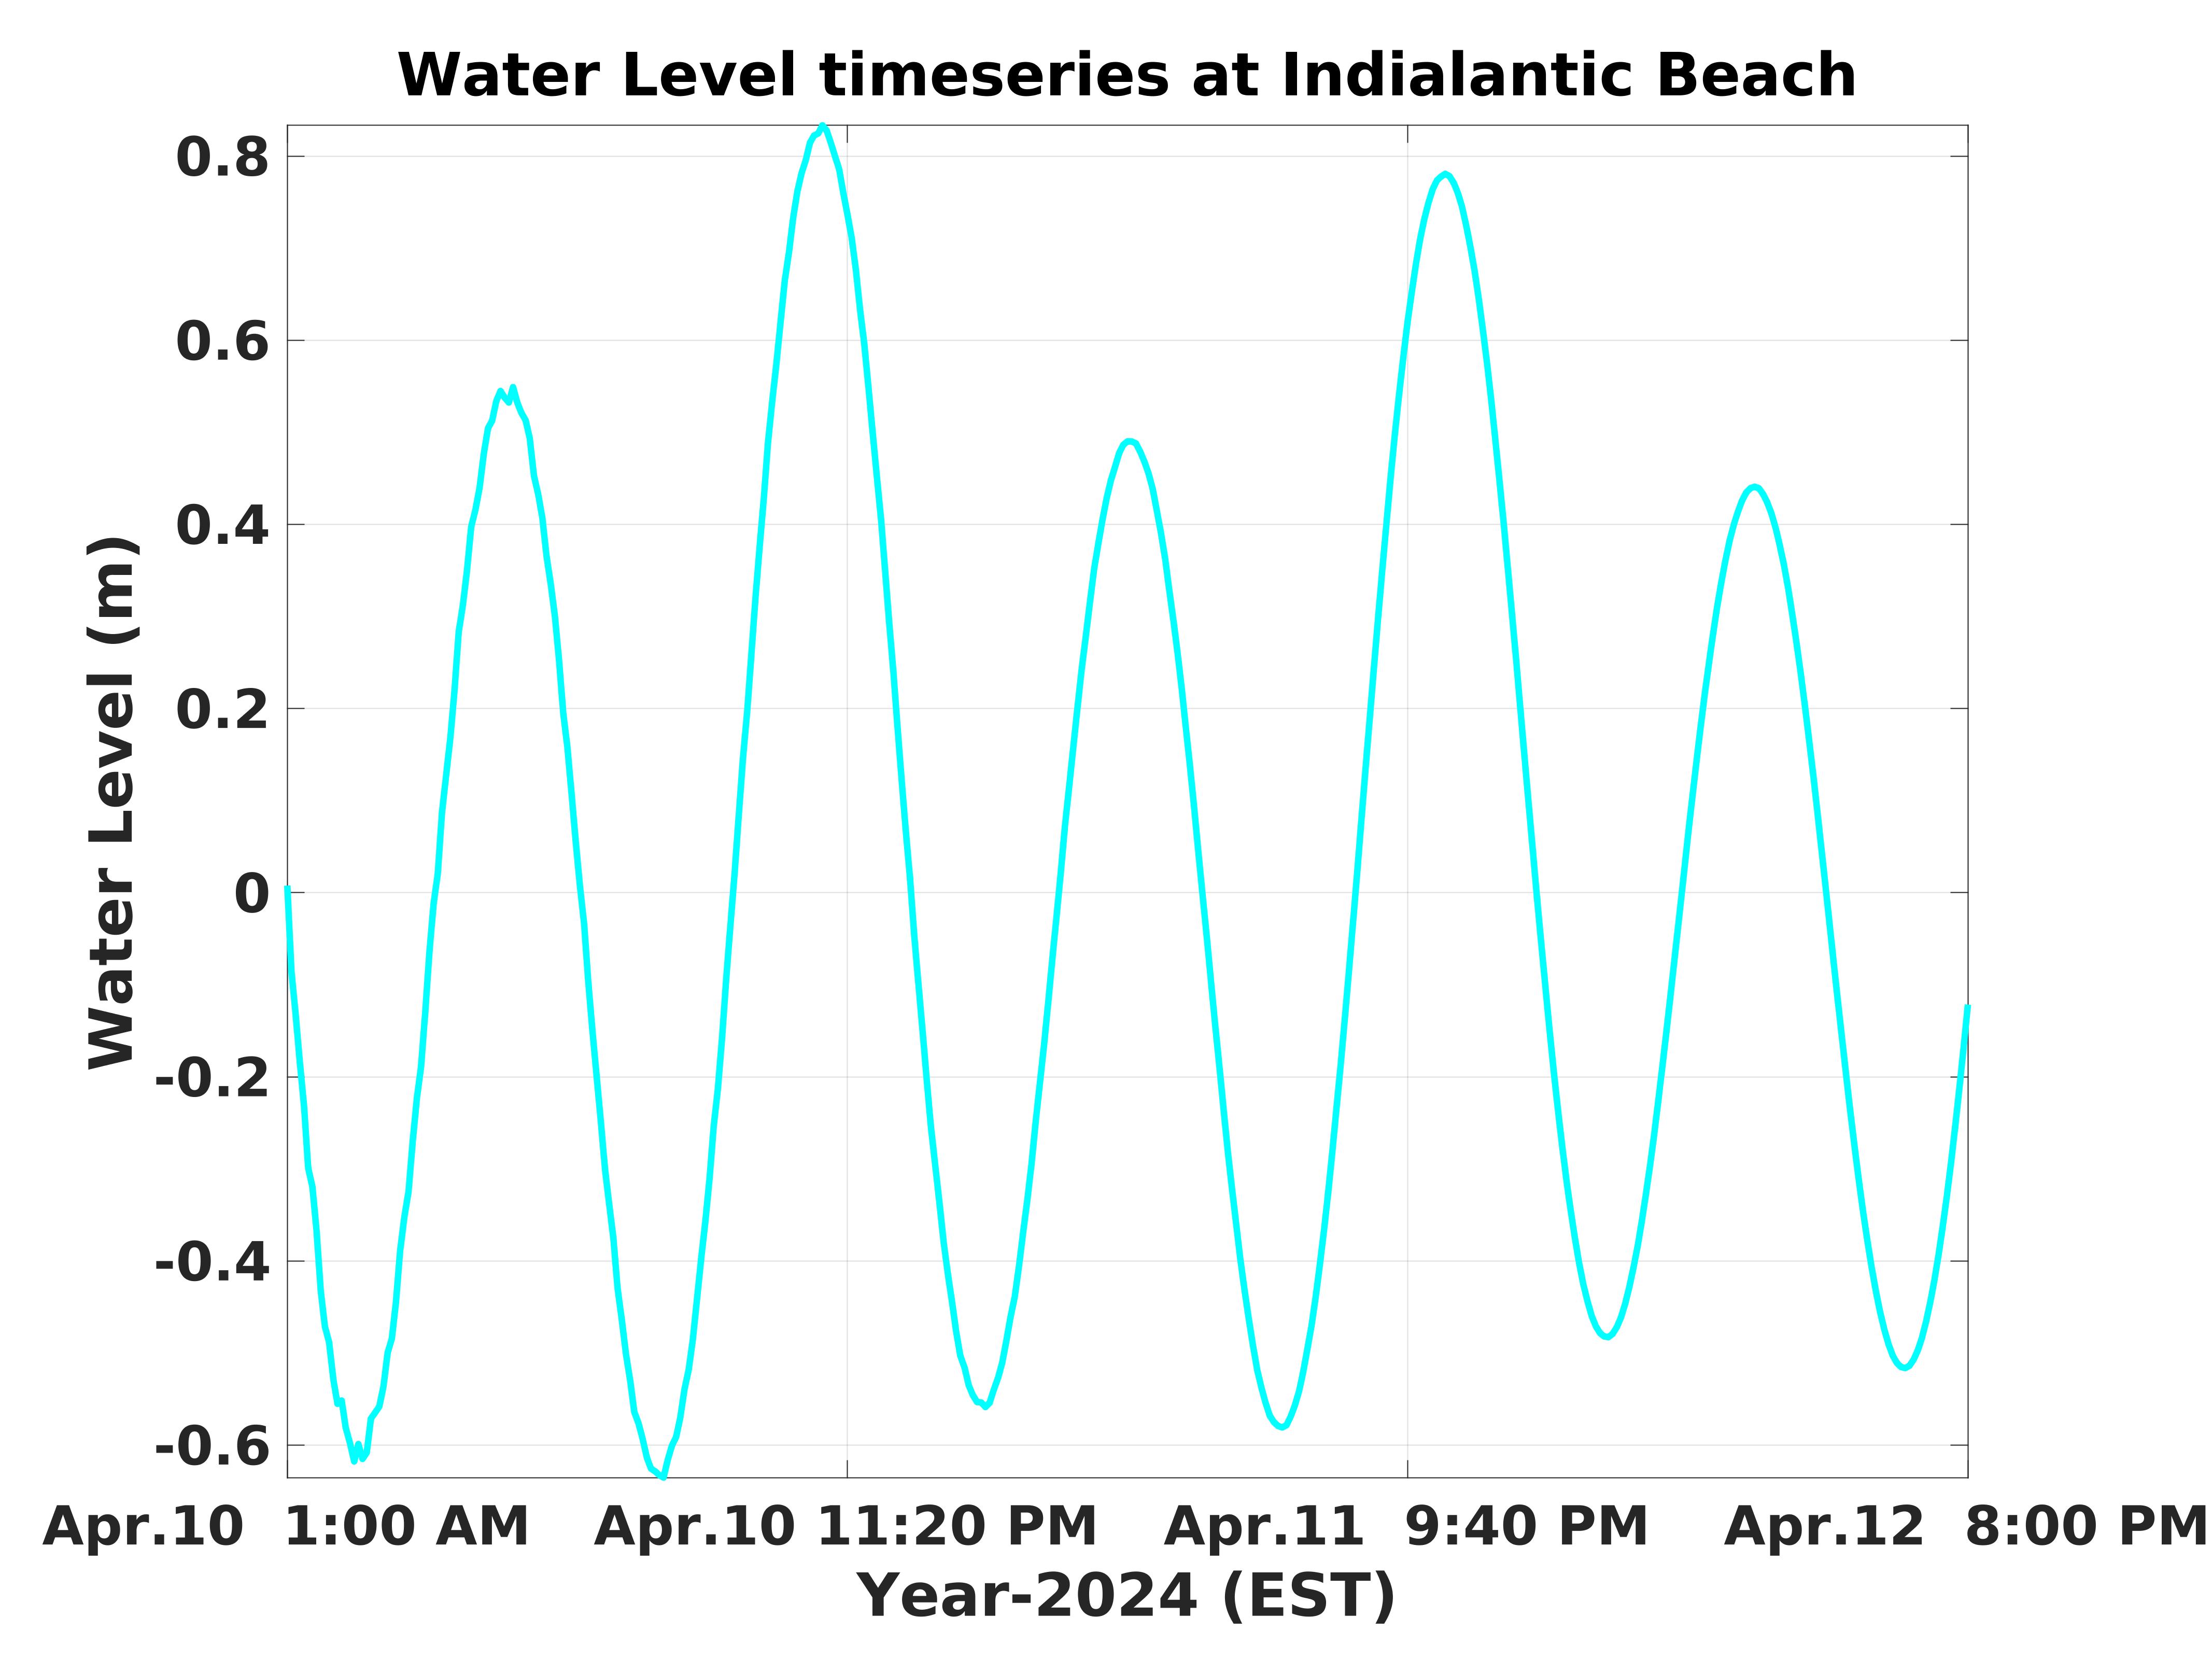 Water Level timeseries at Indialantic Beach
0.8
0.6
0.4
0.2
0
-0.2
-0.4
-0.6
Water Level (m)
Apr.10 1:00 AM Apr.10 11:20 PM Apr.11 9:40 PM Apr.12 8:00 PM
Year-2024 (EST)